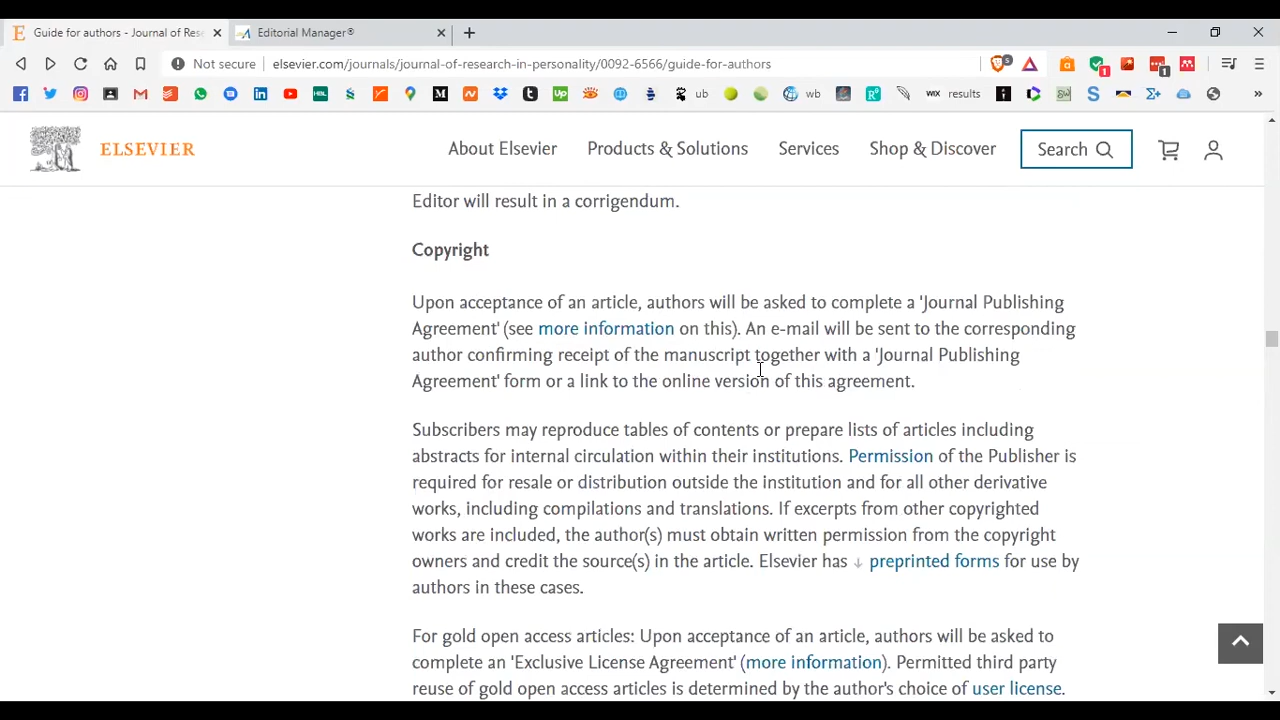 Guide for authors - Journal of Rese
Editorial Manager®
Not secure
elsevier.com/journals/journal-of-research-in-personality/0092-6566/guide-for-authors
ub
wb
WIX
results
ELSEVIER
About Elsevier
Products & Solutions
Services
Shop & Discover
Search
Editor will result in a corrigendum.
Copyright
Upon acceptance of an article, authors will be asked to complete a 'Journal Publishing
Agreement' (see more information on this). An e-mail will be sent to the corresponding
author confirming receipt of the manuscript together with a 'Journal Publishing
Agreement' form or a link to the online version of this agreement.
Subscribers may reproduce tables of contents or prepare lists of articles including
abstracts for internal circulation within their institutions. Permission of the Publisher is
required for resale or distribution outside the institution and for all other derivative
works, including compilations and translations. If excerpts from other copyrighted
works are included, the author(s) must obtain written permission from the copyright
owners and credit the source(s) in the article. Elsevier has preprinted forms for use by
authors in these cases.
For gold open access articles: Upon acceptance of an article, authors will be asked to
complete an 'Exclusive License Agreement' (more information). Permitted third party
reuse of gold open access articles is determined by the author's choice of user license.